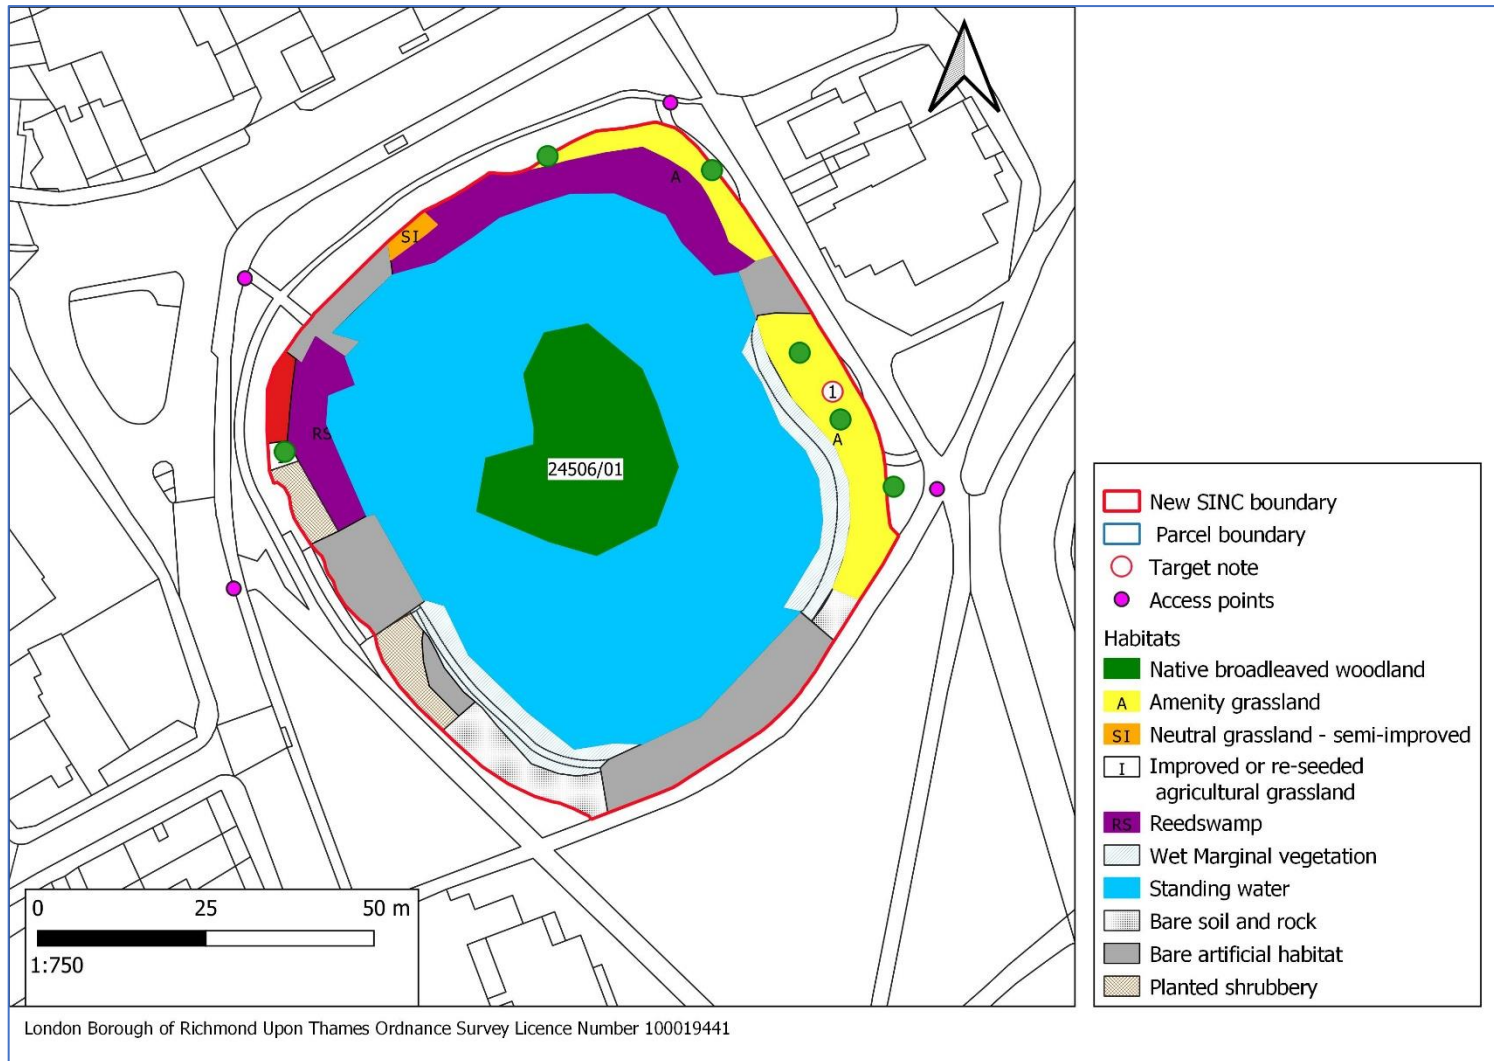 A
SI
1
RS
A
24506/01
New SINC boundary
Parcel boundary
Target note
Access points
Habitats
Native broadleaved woodland
A Amenity grassland
SI Neutral grassland - semi-improved
I Improved or re-seeded
agricultural grassland
RS Reedswamp
Wet Marginal vegetation
Standing water
Bare soil and rock
Bare artificial habitat
Planted shrubbery
0 25 50 m
1:750
London Borough of Richmond Upon Thames Ordnance Survey Licence Number 100019441